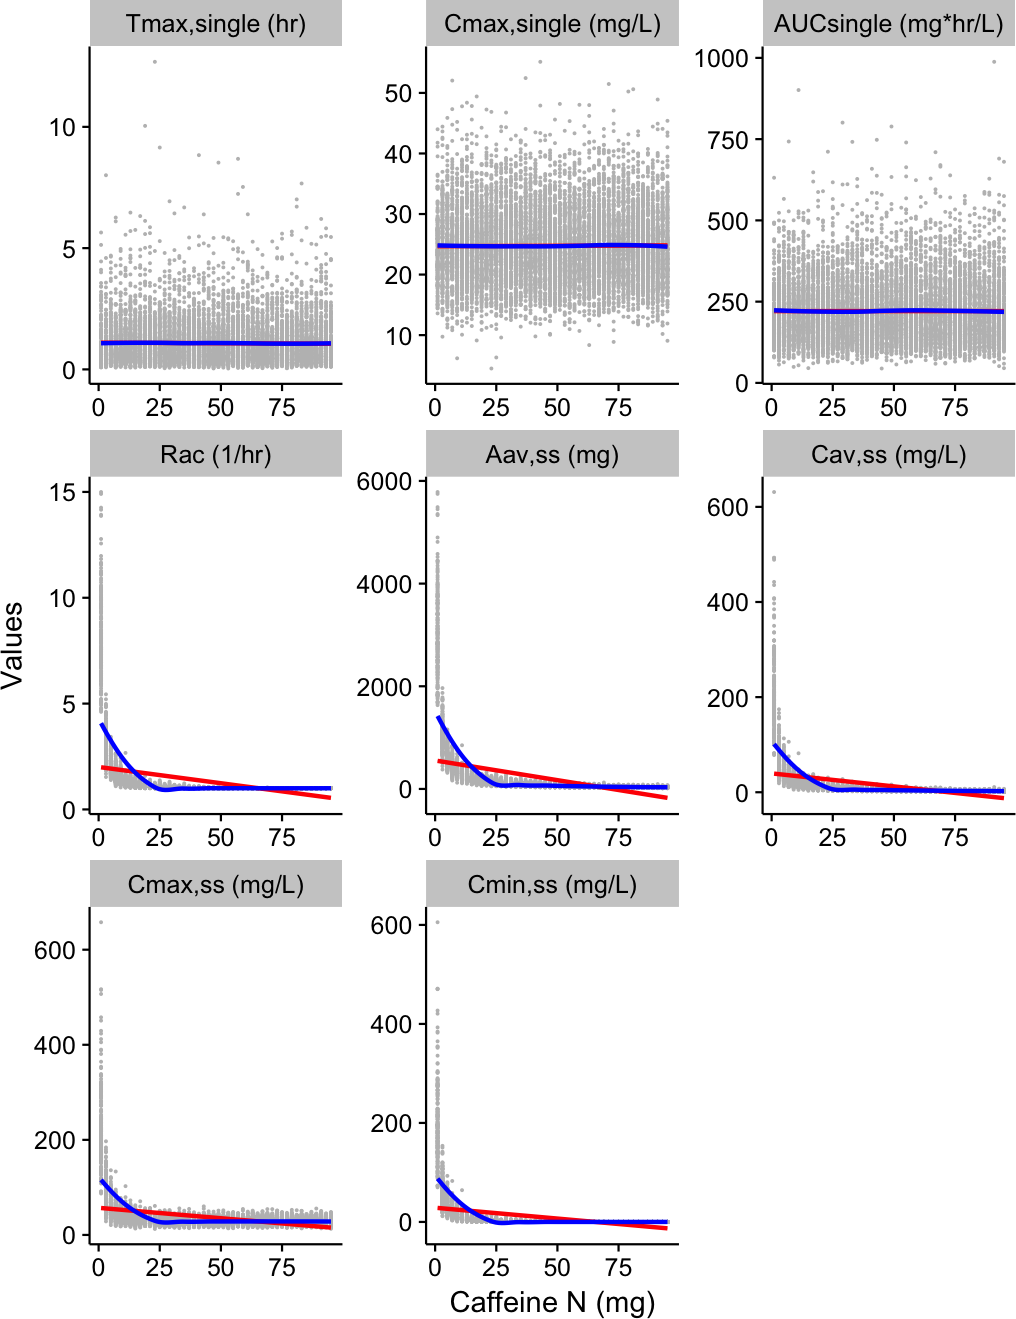 Tmax,single (hr) Cmax,single (mg/L) AUCsingle (mg*hr/L)
10
5
0
0 25 50 75
50
40
30
20
10
0 25 50 75
1000
750
500
250
0
0 25 50 75
Rac (1/hr) Aav,ss (mg) Cav,ss (mg/L)
15
10
5
0
0 25 50 75
6000
4000
2000
0
0 25 50 75
600
400
200
0
0 25 50 75
Values
Cmax,ss (mg/L) Cmin,ss (mg/L)
600
400
200
0
0 25 50 75
600
400
200
0
0 25 50 75
Caffeine N (mg)